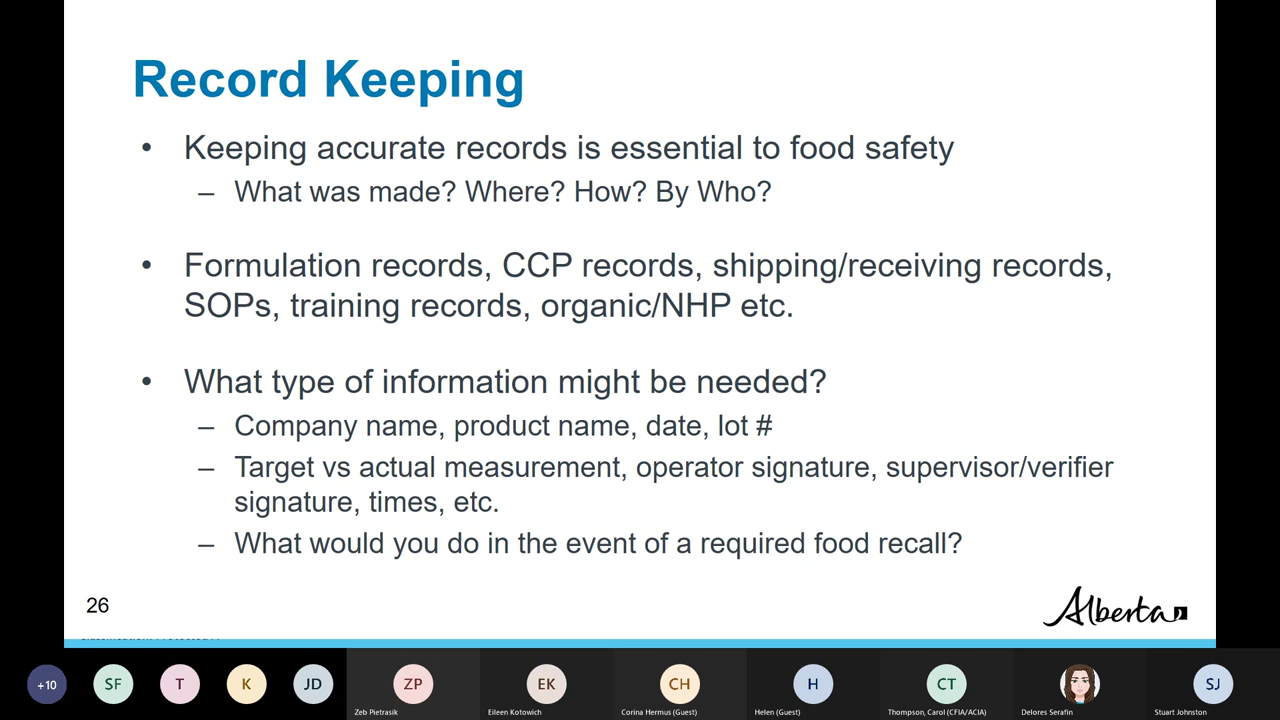 Record Keeping
• Keeping accurate records is essential to food safety
– What was made? Where? How? By Who?
• Formulation records, CCP records, shipping/receiving records,
SOPs, training records, organic/NHP etc.
• What type of information might be needed?
– Company name, product name, date, lot #
– Target vs actual measurement, operator signature, supervisor/verifier
signature, times, etc.
– What would you do in the event of a required food recall?
26
Alberta
+10
SF
T
K
JD
ZP
EK
CH
H
CT
SJ
Zeb Pietrasik
Eileen Kotowich
Corina Hermus (Guest)
Helen (Guest)
Thompson, Carol (CFIA/ACIA)
Delores Serafin
Stuart Johnston